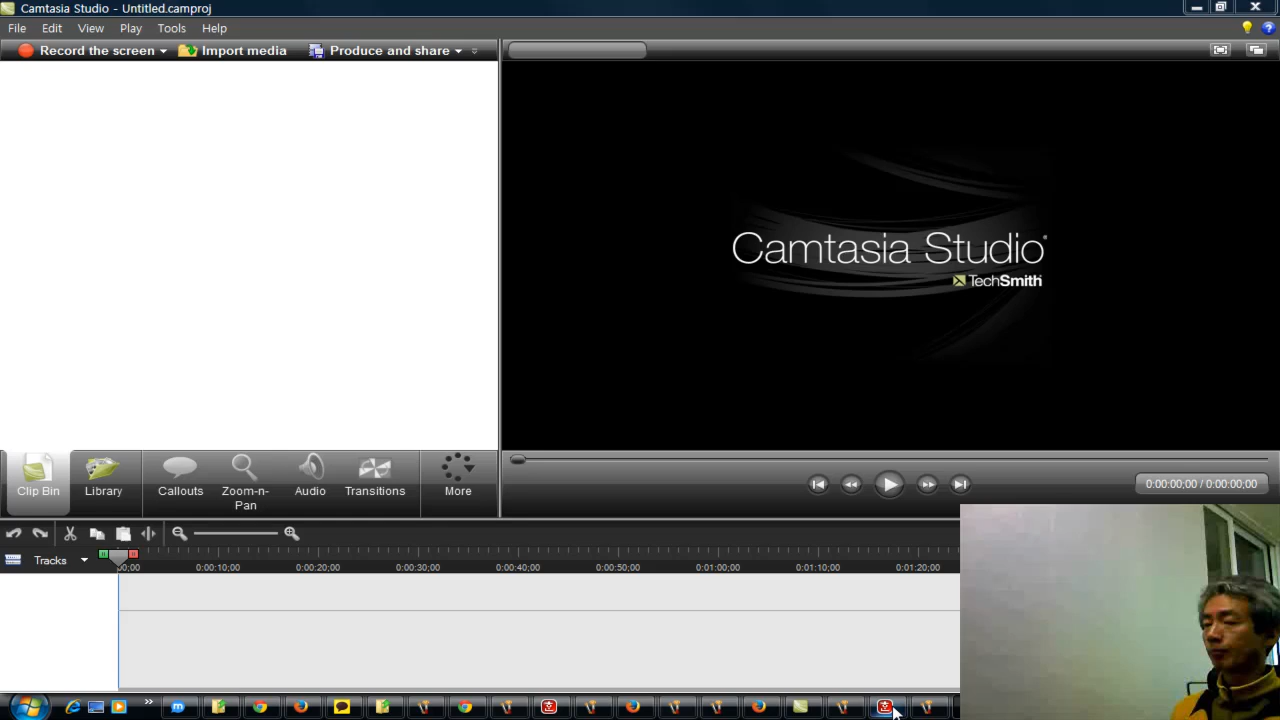 Camtasia Studio - Untitled.camproj
File Edit View Play Tools Help
Record the screen Import media Produce and share
Camtasia Studio®
TechSmith
Clip Bin Library Callouts Zoom-n-Pan Audio Transitions More
0:00:00;00 / 0:00:00;00
Tracks
00;00 0:00:10;00 0:00:20;00 0:00:30;00 0:00:40;00 0:00:50;00 0:01:00;00 0:01:10;00 0:01:20;00